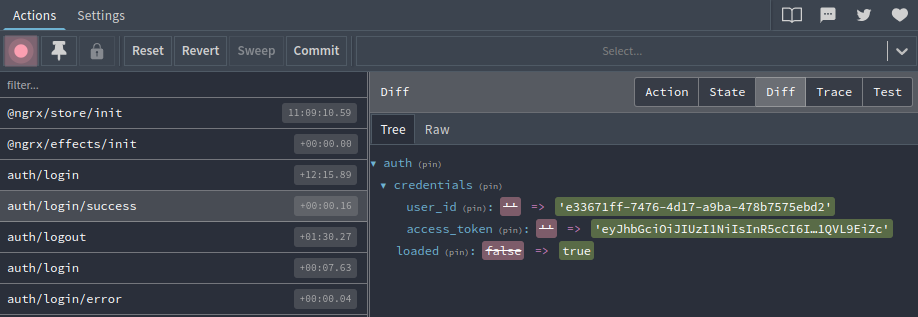 Actions Settings
Reset Revert Sweep Commit Select...
filter...
@ngrx/store/init 11:09:10.59
@ngrx/effects/init +00:00.00
auth/login +12:15.89
auth/login/success +00:00.16
auth/logout +01:30.27
auth/login +00:07.63
auth/login/error +00:00.04
Diff Action State Diff Trace Test
Tree Raw
auth (pin)
credentials (pin)
user_id (pin): '' => 'e33671ff-7476-4d17-a9ba-478b7575ebd2'
access_token (pin): '' => 'eyJhbGciOiJIUzI1NiIsInR5cCI6I…1QVL9EiZc'
loaded (pin): false => true